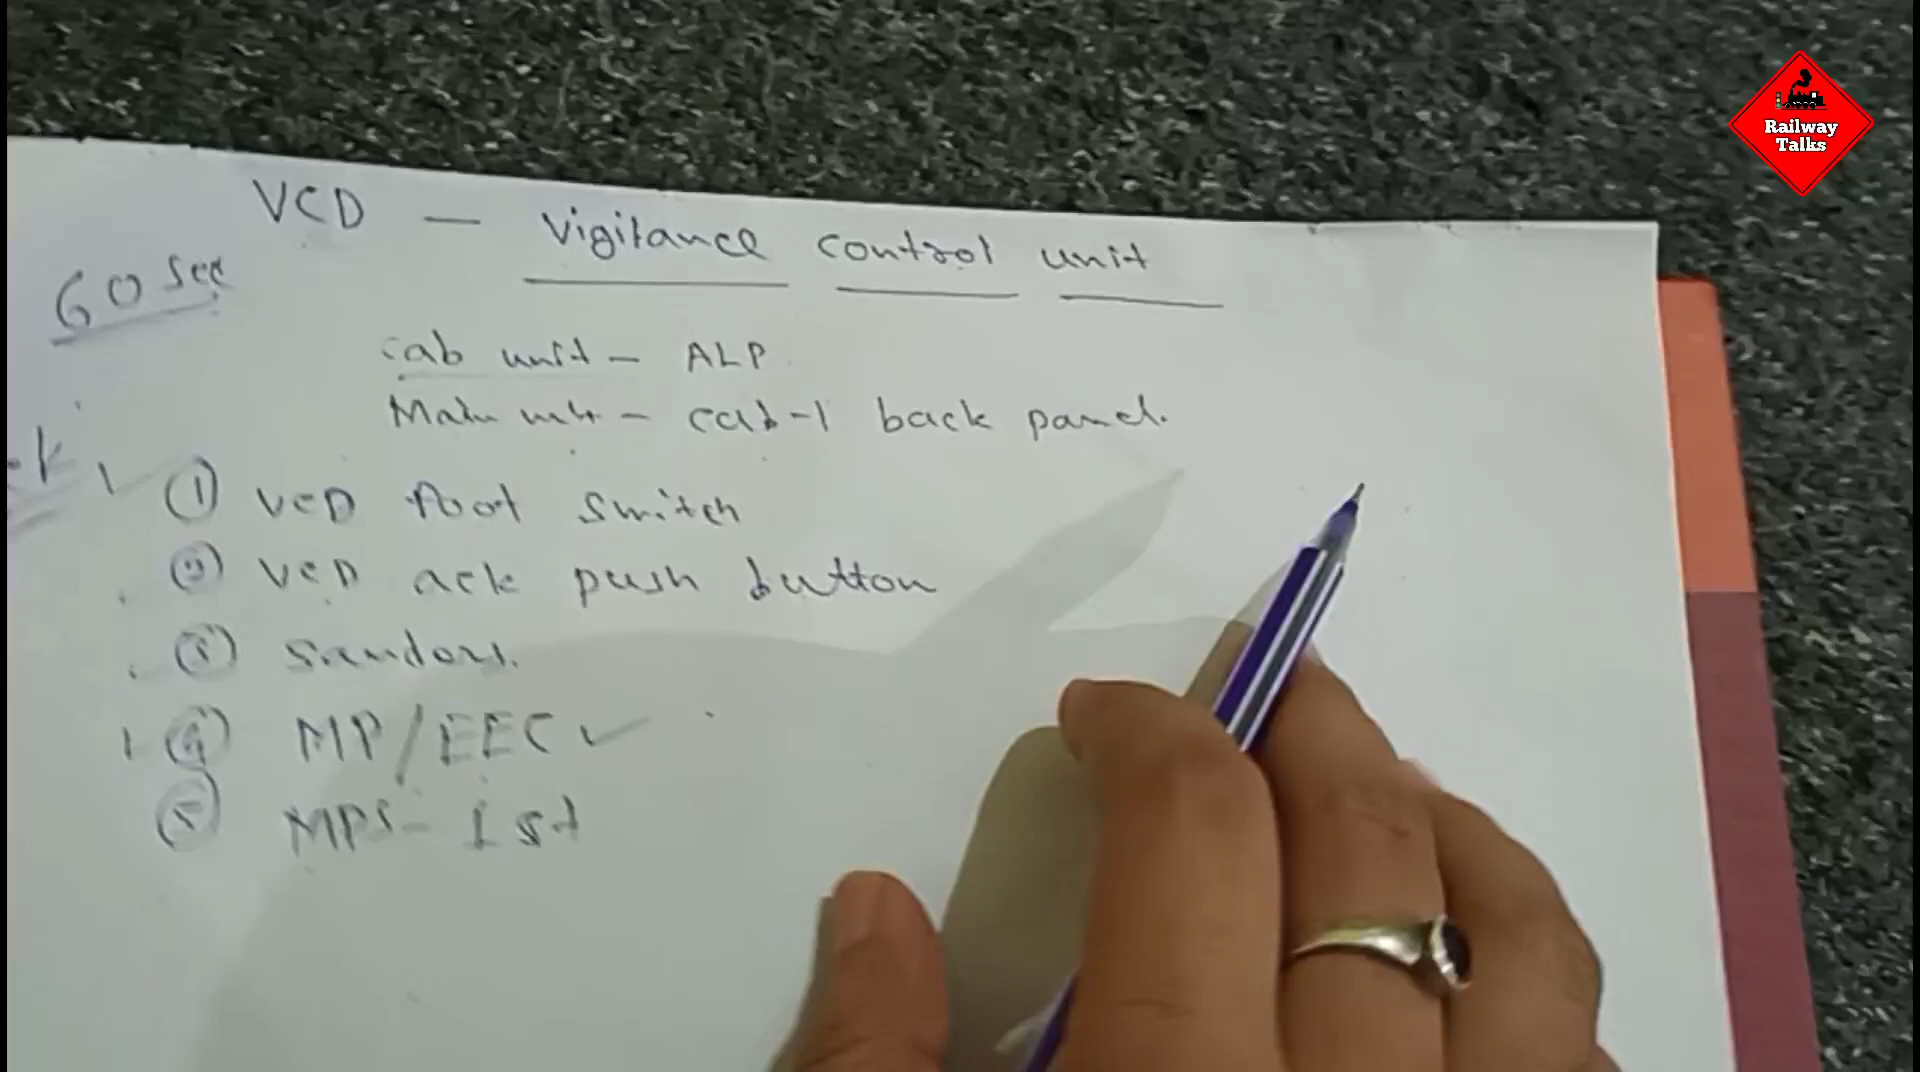 Railway
Talks
VCD — Vigilance control unit
60 Sec
cab unit - ALP
Main unit - cab-1 back panel.
① VCD foot switch
② VCD ack push button
③ sanders.
④ MP/EEC ✓
⑤ MPS - 1st